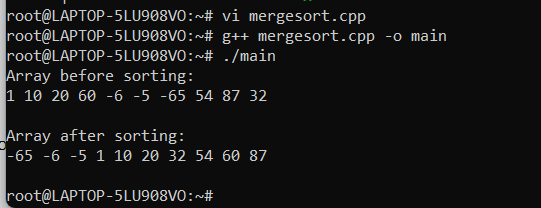 root@LAPTOP-5LU908VO:~# vi mergesort.cpp
root@LAPTOP-5LU908VO:~# g++ mergesort.cpp -o main
root@LAPTOP-5LU908VO:~# ./main
Array before sorting:
1 10 20 60 -6 -5 -65 54 87 32
Array after sorting:
-65 -6 -5 1 10 20 32 54 60 87
root@LAPTOP-5LU908VO:~#